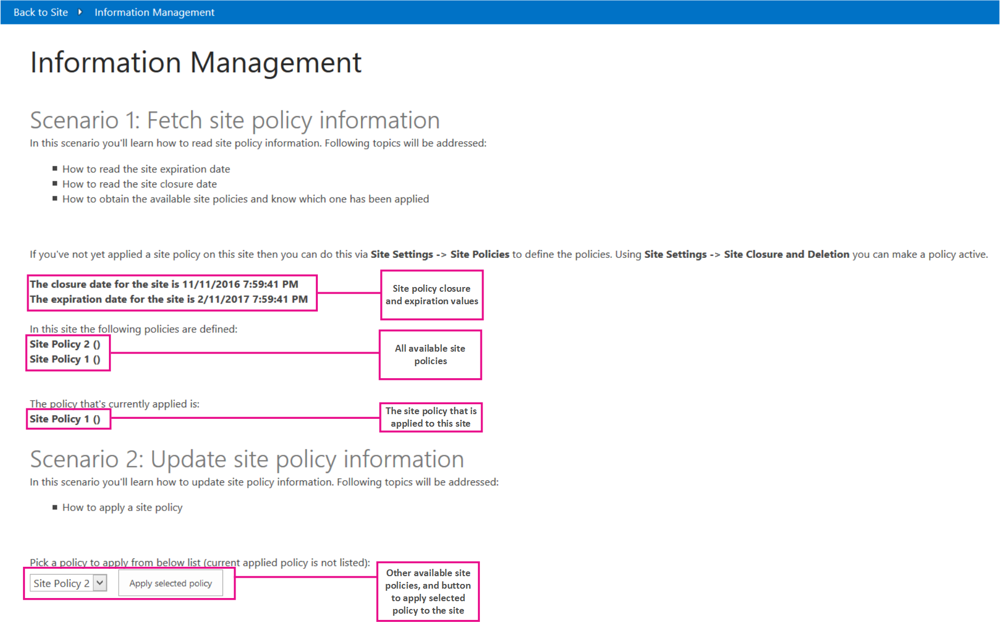 Back to Site Information Management
Information Management
Scenario 1: Fetch site policy information
In this scenario you'll learn how to read site policy information. Following topics will be addressed:
How to read the site expiration date
How to read the site closure date
How to obtain the available site policies and know which one has been applied
If you've not yet applied a site policy on this site then you can do this via Site Settings -> Site Policies to define the policies. Using Site Settings -> Site Closure and Deletion you can make a policy active.
The closure date for the site is 11/11/2016 7:59:41 PM
The expiration date for the site is 2/11/2017 7:59:41 PM
Site policy closure
and expiration values
In this site the following policies are defined:
Site Policy 2 ()
Site Policy 1 ()
All available site
policies
The policy that's currently applied is:
Site Policy 1 ()
The site policy that is
applied to this site
Scenario 2: Update site policy information
In this scenario you'll learn how to update site policy information. Following topics will be addressed:
How to apply a site policy
Pick a policy to apply from below list (current applied policy is not listed):
Site Policy 2
Apply selected policy
Other available site
policies, and button
to apply selected
policy to the site